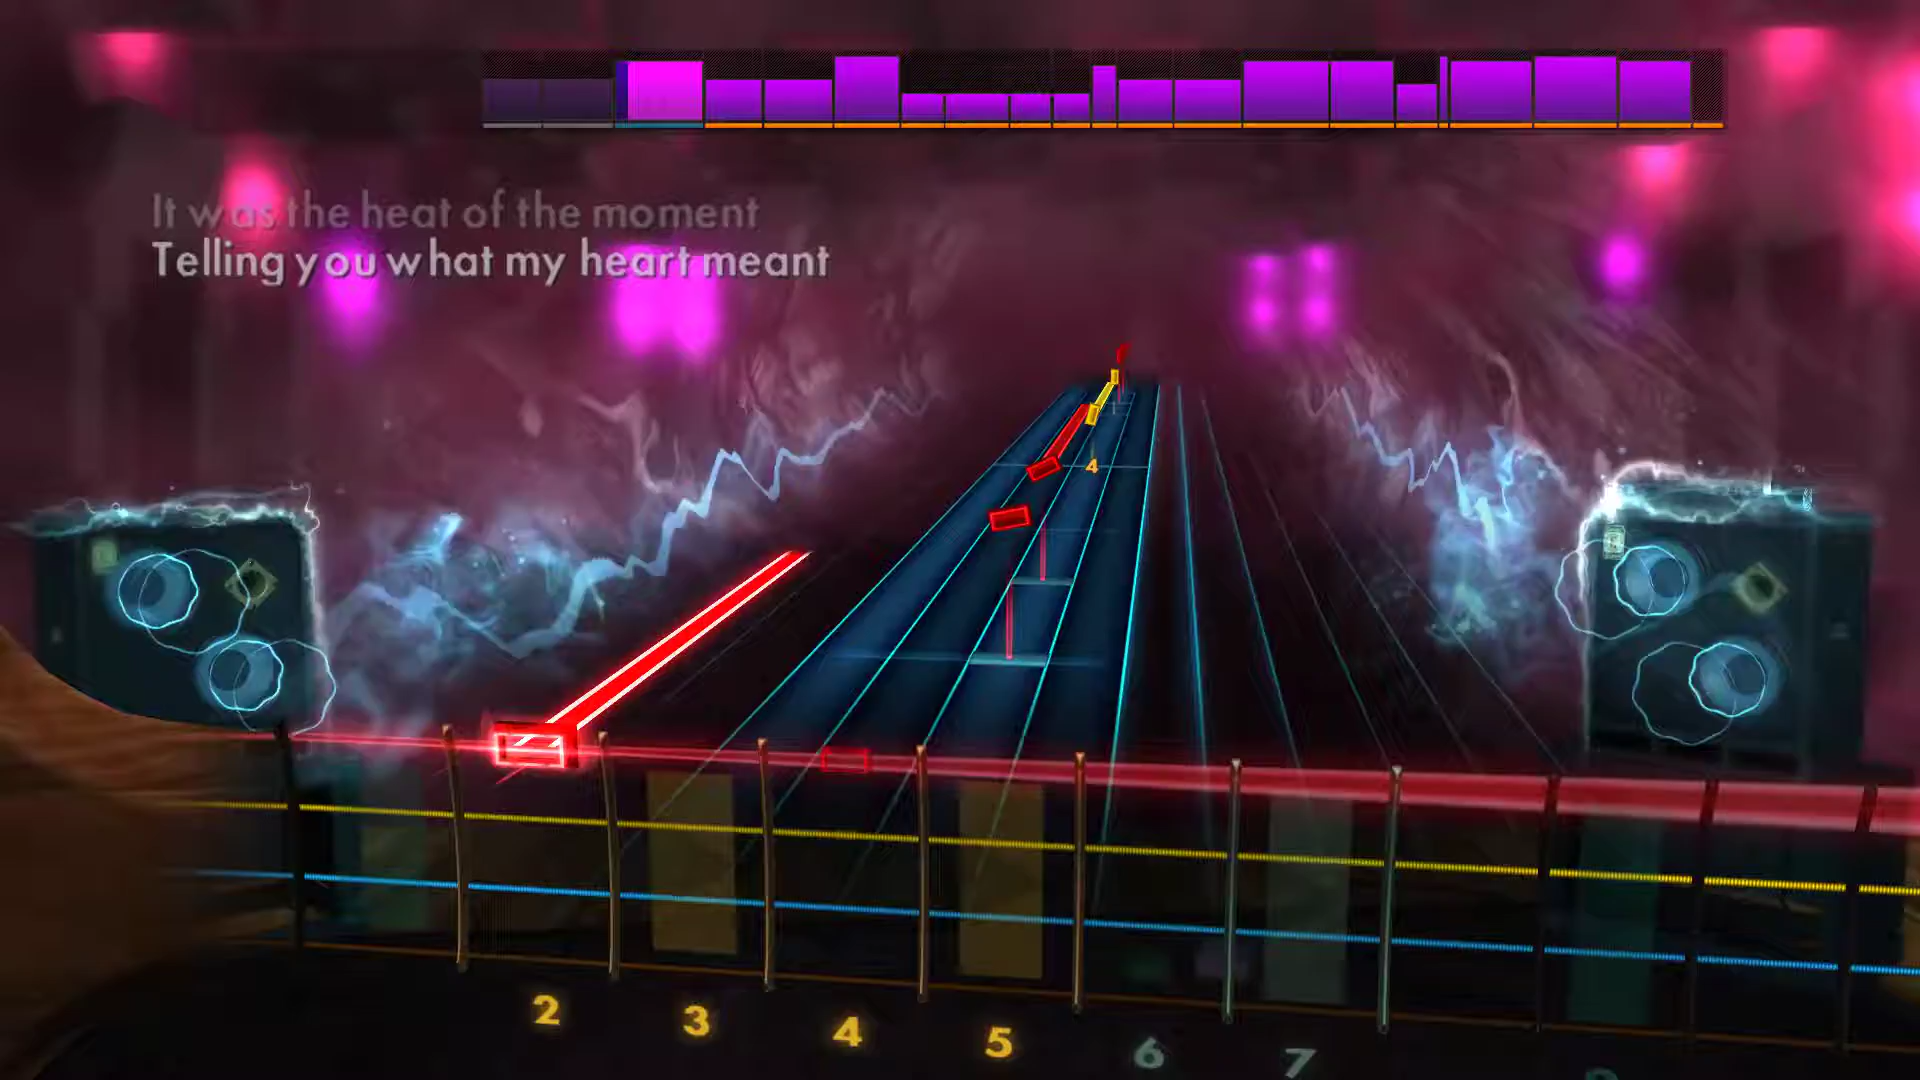 It was the heat of the moment
Telling you what my heart meant
4
2 3 4 5 6 7